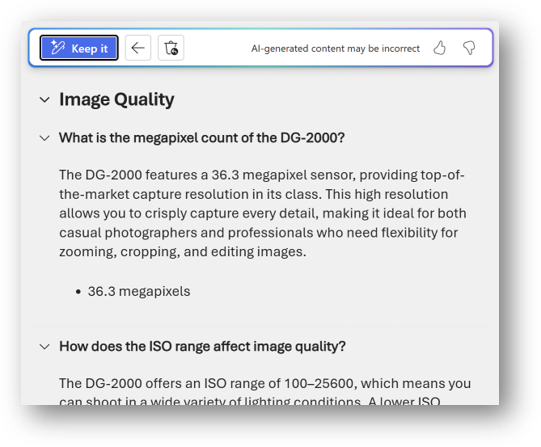 Keep it
AI-generated content may be incorrect
Image Quality
What is the megapixel count of the DG-2000?
The DG-2000 features a 36.3 megapixel sensor, providing top-of-
the-market capture resolution in its class. This high resolution
allows you to crisply capture every detail, making it ideal for both
casual photographers and professionals who need flexibility for
zooming, cropping, and editing images.
• 36.3 megapixels
How does the ISO range affect image quality?
The DG-2000 offers an ISO range of 100–25600, which means you
can shoot in a wide variety of lighting conditions. A lower ISO